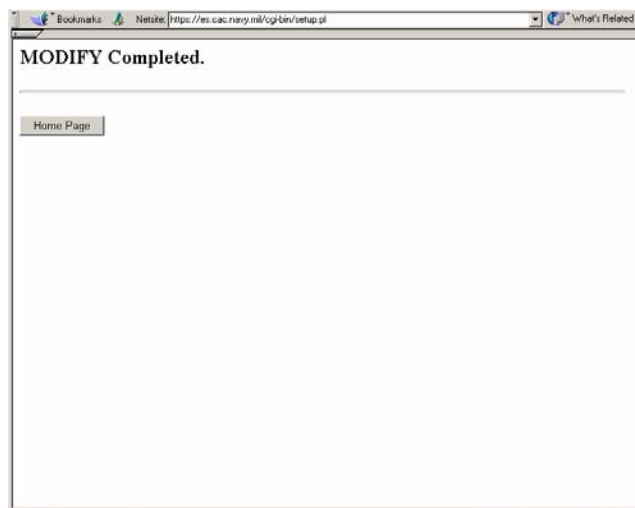 Bookmarks Netsite: https://es.cac.navy.mil/cgi-bin/setup.pl What's Related
MODIFY Completed.
Home Page